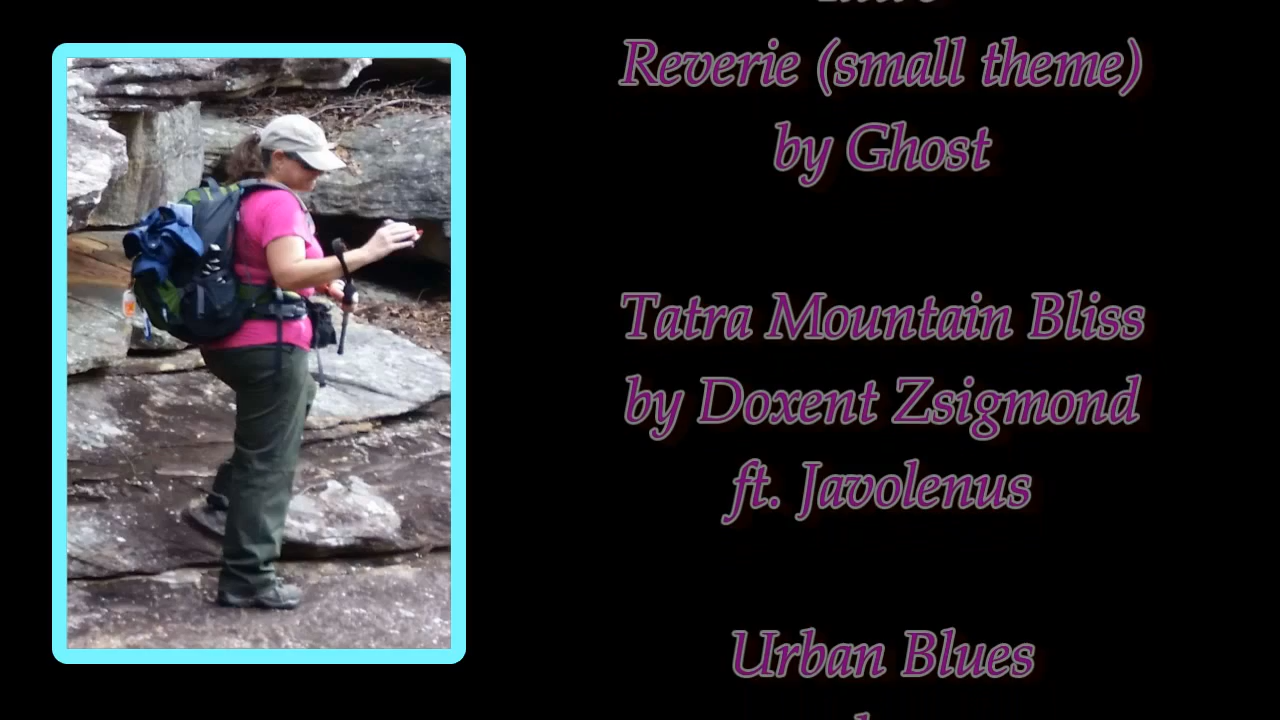 Reverie (small theme)
by Ghost
Tatra Mountain Bliss
by Doxent Zsigmond
ft. Javolenus
Urban Blues